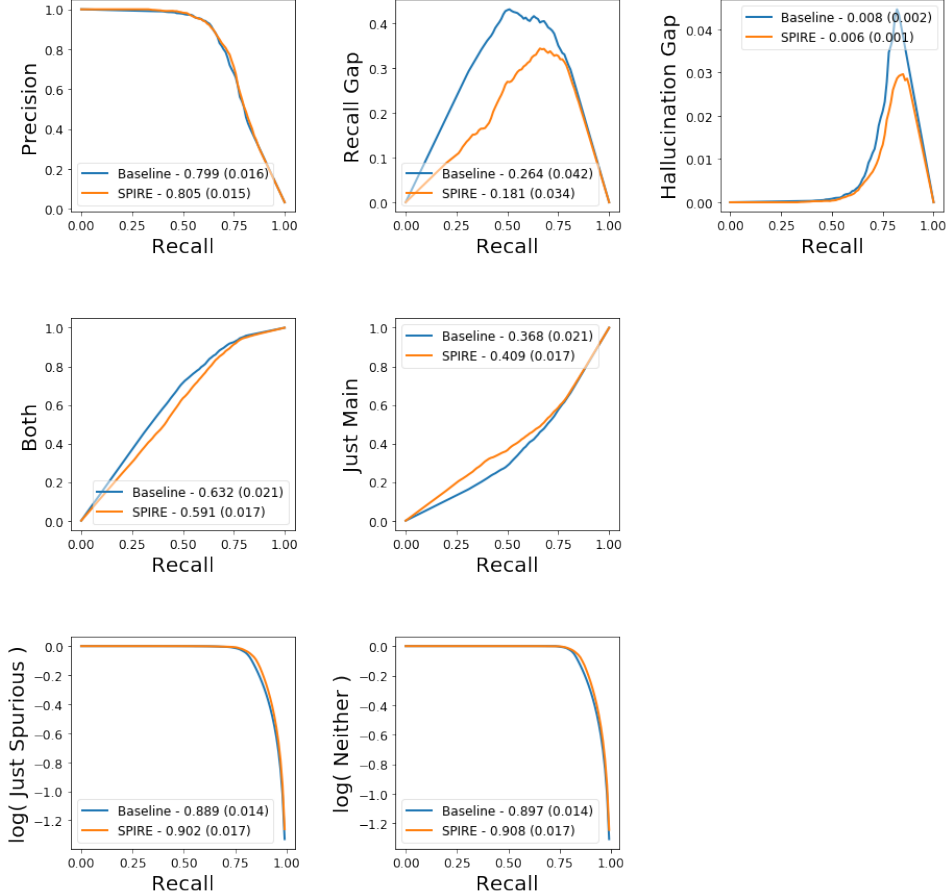 Precision
1.0
0.8
0.6
0.4
0.2
0.0
Baseline - 0.799 (0.016)
SPIRE - 0.805 (0.015)
0.00 0.25 0.50 0.75 1.00
Recall
Recall Gap
0.4
0.3
0.2
0.1
0.0
Baseline - 0.264 (0.042)
SPIRE - 0.181 (0.034)
0.00 0.25 0.50 0.75 1.00
Recall
Hallucination Gap
0.04
0.03
0.02
0.01
0.00
Baseline - 0.008 (0.002)
SPIRE - 0.006 (0.001)
0.00 0.25 0.50 0.75 1.00
Recall
Both
1.0
0.8
0.6
0.4
0.2
0.0
Baseline - 0.632 (0.021)
SPIRE - 0.591 (0.017)
0.00 0.25 0.50 0.75 1.00
Recall
Just Main
1.0
0.8
0.6
0.4
0.2
0.0
Baseline - 0.368 (0.021)
SPIRE - 0.409 (0.017)
0.00 0.25 0.50 0.75 1.00
Recall
log( Just Spurious )
0.0
−0.2
−0.4
−0.6
−0.8
−1.0
−1.2
Baseline - 0.889 (0.014)
SPIRE - 0.902 (0.017)
0.00 0.25 0.50 0.75 1.00
Recall
log( Neither )
0.0
−0.2
−0.4
−0.6
−0.8
−1.0
−1.2
Baseline - 0.897 (0.014)
SPIRE - 0.908 (0.017)
0.00 0.25 0.50 0.75 1.00
Recall